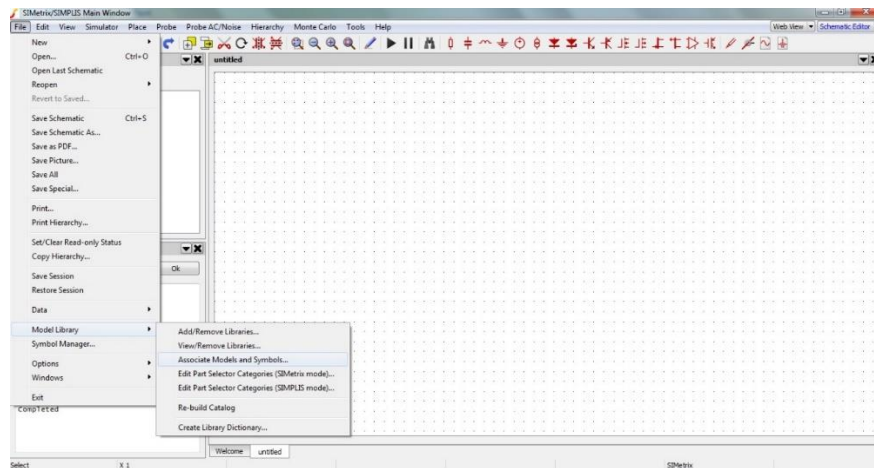 SIMetrix/SIMPLIS Main Window
File Edit View Simulator Place Probe Probe AC/Noise Hierarchy Monte Carlo Tools Help
Web View Schematic Editor
untitled
New
Open... Ctrl+O
Open Last Schematic
Reopen
Revert to Saved...
Save Schematic Ctrl+S
Save Schematic As...
Save as PDF...
Save Picture...
Save All
Save Special...
Print...
Print Hierarchy...
Set/Clear Read-only Status
Copy Hierarchy...
Ok
Save Session
Restore Session
Data
Model Library
Symbol Manager...
Options
Windows
Exit
Add/Remove Libraries...
View/Remove Libraries...
Associate Models and Symbols...
Edit Part Selector Categories (SIMetrix mode)...
Edit Part Selector Categories (SIMPLIS mode)...
Re-build Catalog
Create Library Dictionary...
Completed
Welcome untitled
Select X 1 SIMetrix